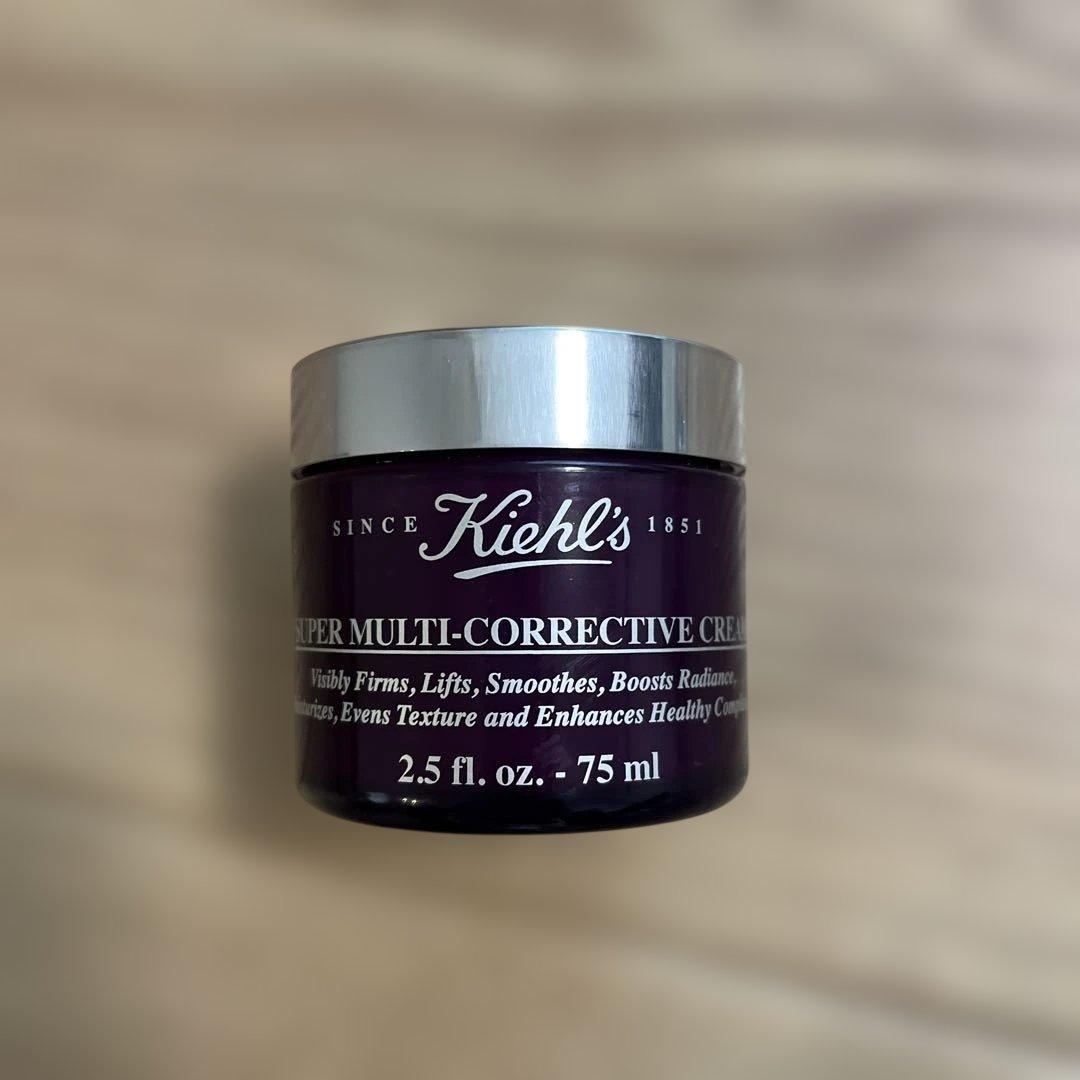 SINCE Kiehl's 1851
SUPER MULTI-CORRECTIVE CREAM
Visibly Firms, Lifts, Smoothes, Boosts Radiance,
Evens Texture and Enhances Healthy
2.5 fl. oz. - 75 ml